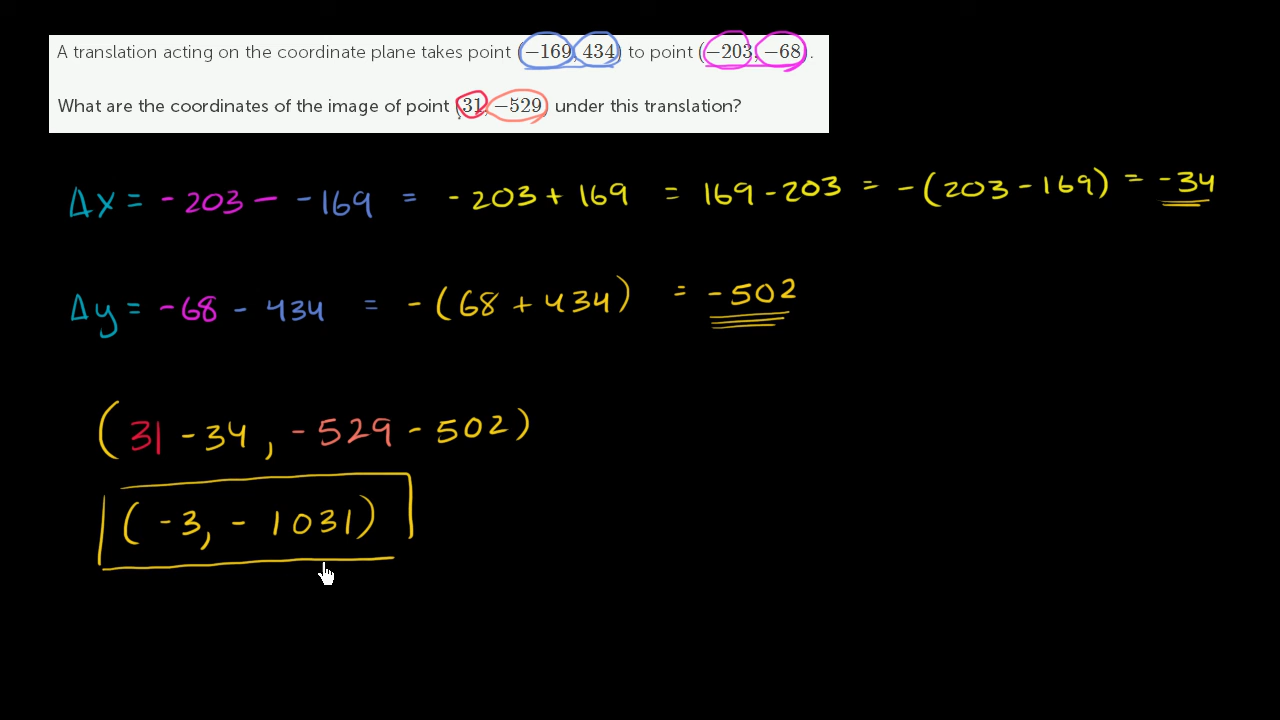 A translation acting on the coordinate plane takes point (−169, 434) to point (−203, −68).
What are the coordinates of the image of point (31, −529) under this translation?
Δx = -203 - -169 = -203 + 169 = 169 - 203 = -(203 - 169) = -34
Δy = -68 - 434 = -(68 + 434) = -502
(31 - 34, -529 - 502)
(-3, -1031)